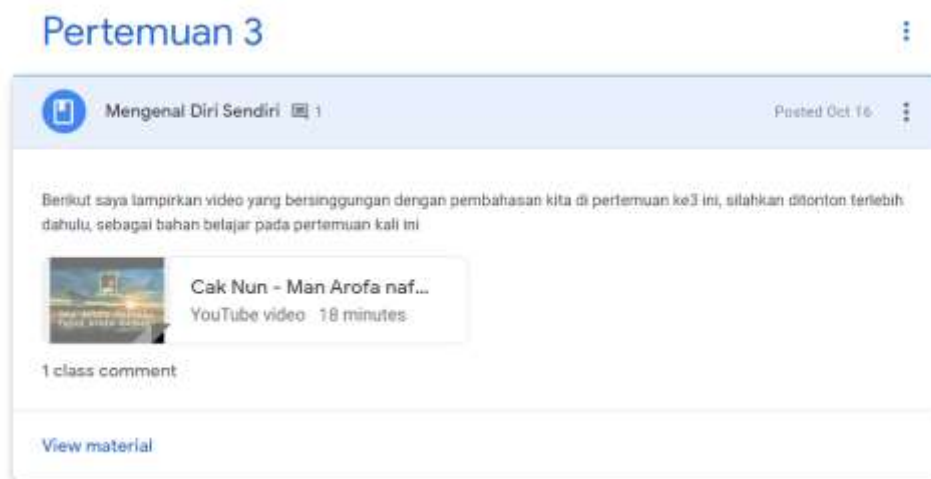 Pertemuan 3
Mengenal Diri Sendiri 1
Posted Oct 16
Berikut saya lampirkan video yang bersinggungan dengan pembahasan kita di pertemuan ke3 ini, silahkan ditonton terlebih
dahulu, sebagai bahan belajar pada pertemuan kali ini
Cak Nun - Man Arofa naf...
YouTube video 18 minutes
1 class comment
View material